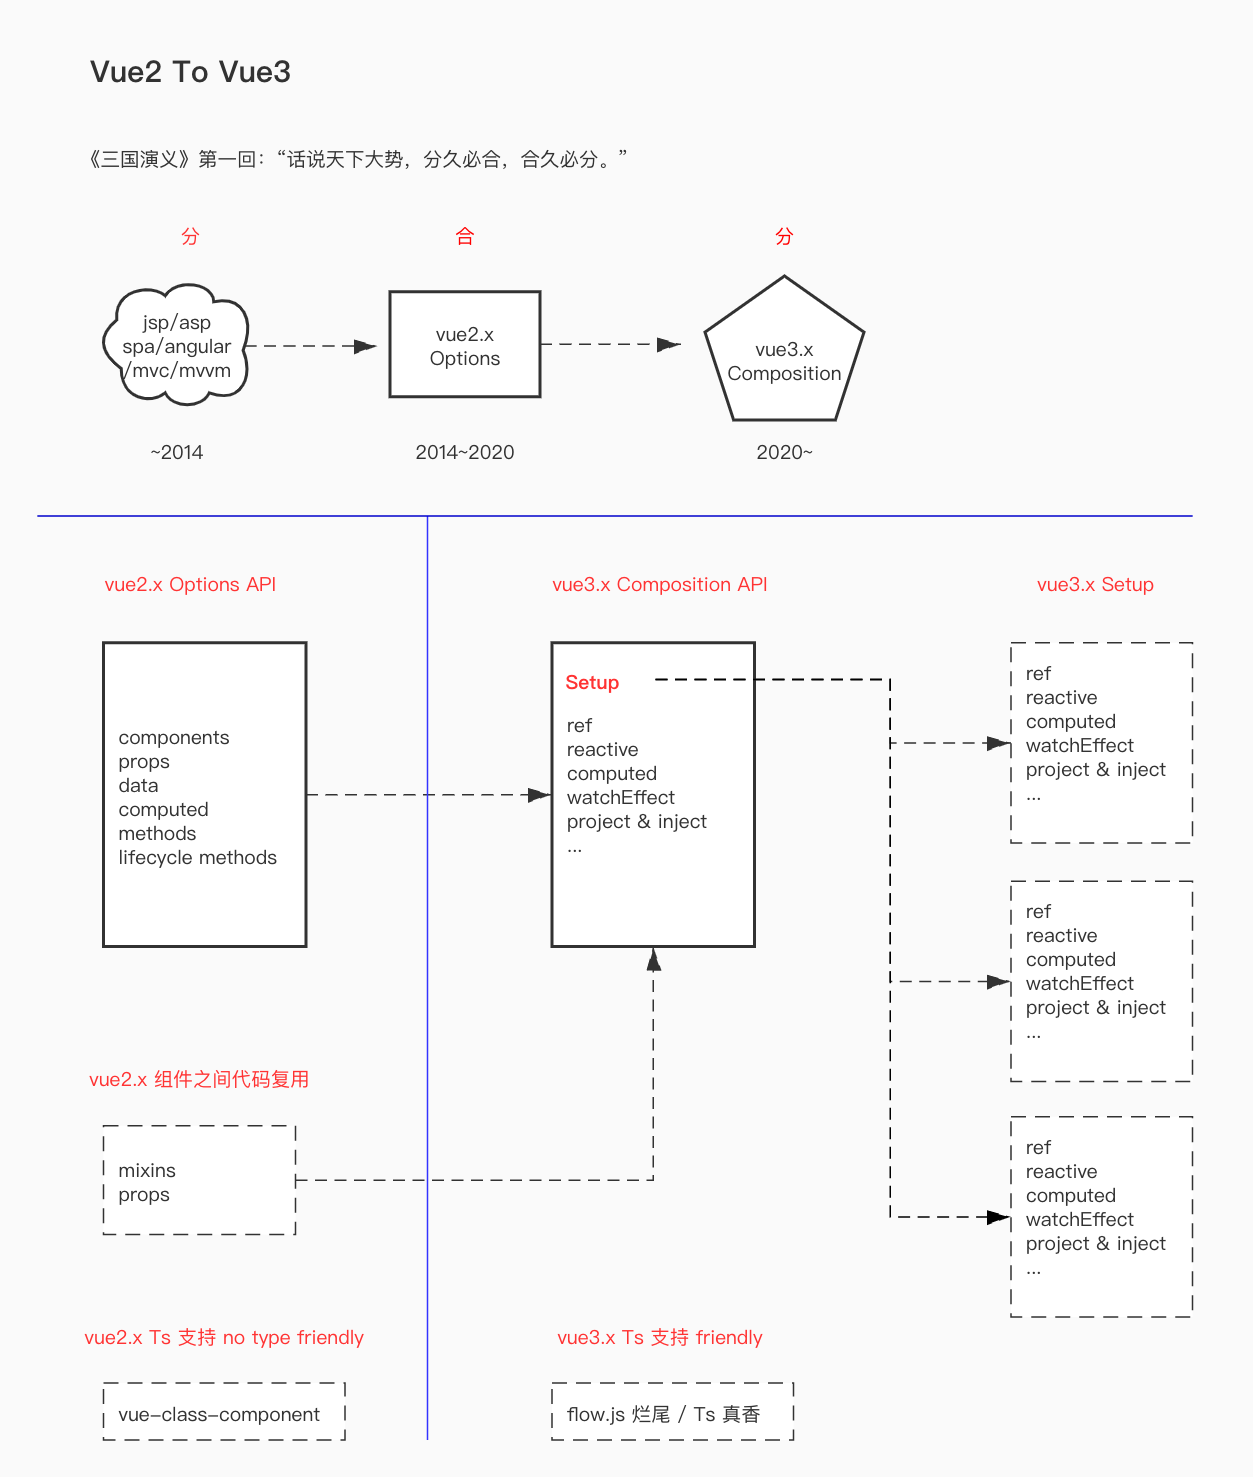 Vue2 To Vue3
《三国演义》第一回：“话说天下大势，分久必合，合久必分。”
分
合
分
jsp/asp
spa/angular
/mvc/mvvm
vue2.x
Options
vue3.x
Composition
~2014
2014~2020
2020~
vue2.x Options API
vue3.x Composition API
vue3.x Setup
components
props
data
computed
methods
lifecycle methods
Setup
ref
reactive
computed
watchEffect
project & inject
...
ref
reactive
computed
watchEffect
project & inject
...
ref
reactive
computed
watchEffect
project & inject
...
ref
reactive
computed
watchEffect
project & inject
...
vue2.x 组件之间代码复用
mixins
props
vue2.x Ts 支持 no type friendly
vue3.x Ts 支持 friendly
vue-class-component
flow.js 烂尾 / Ts 真香